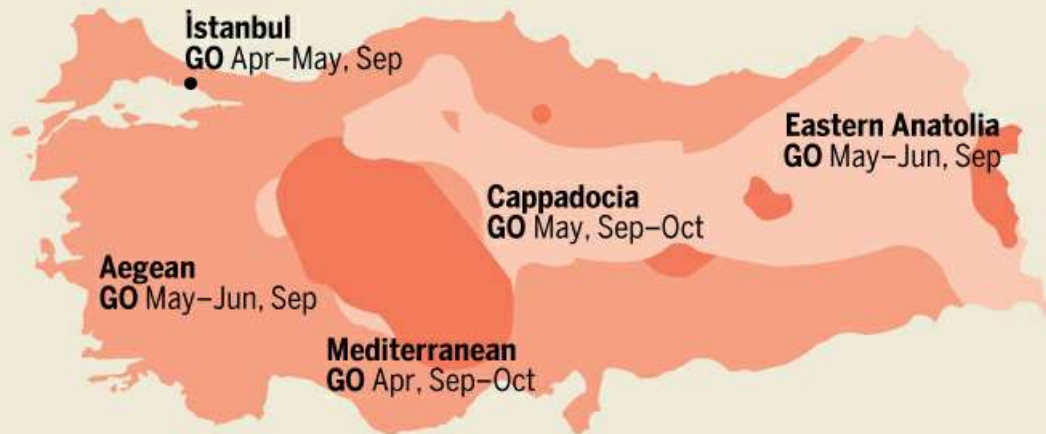 İstanbul
GO Apr–May, Sep
Eastern Anatolia
GO May–Jun, Sep
Cappadocia
GO May, Sep–Oct
Aegean
GO May–Jun, Sep
Mediterranean
GO Apr, Sep–Oct